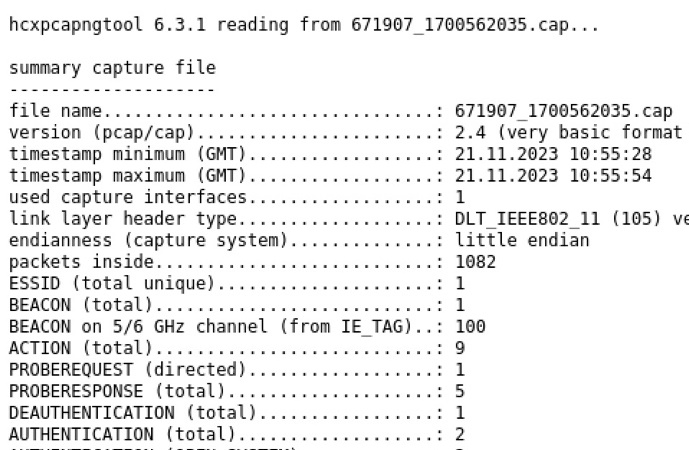 hcxpcapngtool 6.3.1 reading from 671907_1700562035.cap...
summary capture file
--------------------
file name................................: 671907_1700562035.cap
version (pcap/cap).......................: 2.4 (very basic format
timestamp minimum (GMT)..................: 21.11.2023 10:55:28
timestamp maximum (GMT)..................: 21.11.2023 10:55:54
used capture interfaces..................: 1
link layer header type...................: DLT_IEEE802_11 (105) ve
endianness (capture system)..............: little endian
packets inside...........................: 1082
ESSID (total unique).....................: 1
BEACON (total)...........................: 1
BEACON on 5/6 GHz channel (from IE_TAG)..: 100
ACTION (total)...........................: 9
PROBEREQUEST (directed)..................: 1
PROBERESPONSE (total)....................: 5
DEAUTHENTICATION (total).................: 1
AUTHENTICATION (total)...................: 2